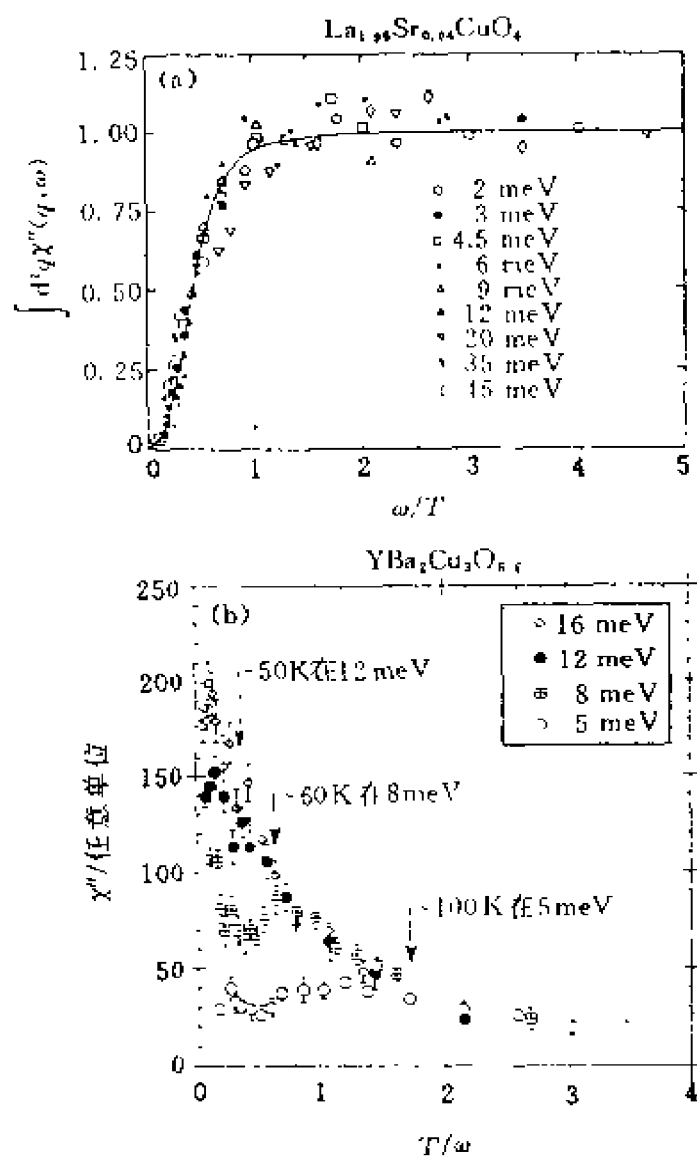 La₁.₉₆Sr₀.₀₄CuO₄
(a)
1.25
1.00
0.75
0.50
0.25
0
∫ d²qχ″(q,ω)
○ 2 meV
● 3 meV
□ 4.5 meV
6 meV
△ 9 meV
▲ 12 meV
▽ 20 meV
35 meV
45 meV
0 1 2 3 4 5
ω/T
YBa₂Cu₃O₆.₆
(b)
250
200
150
100
50
0
χ″/任意单位
◇ 16 meV
● 12 meV
⊞ 8 meV
○ 5 meV
~50K在12 meV
~60K在8meV
~100K在5meV
0 1 2 3 4
T/ω